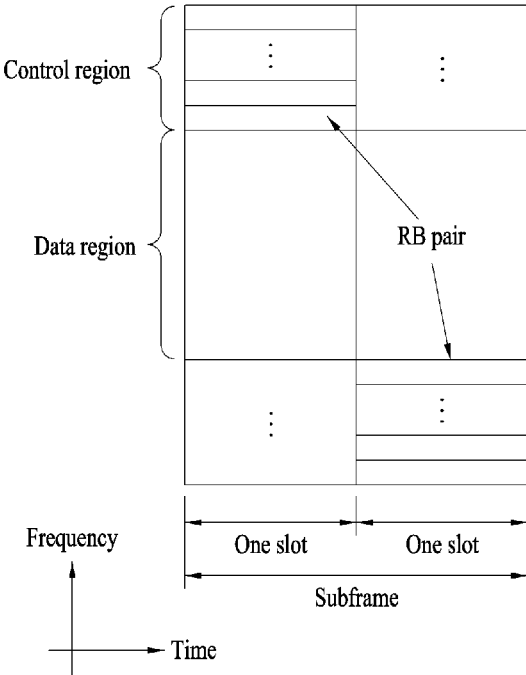 Control region
Data region
RB pair
One slot
One slot
Frequency
Subframe
Time